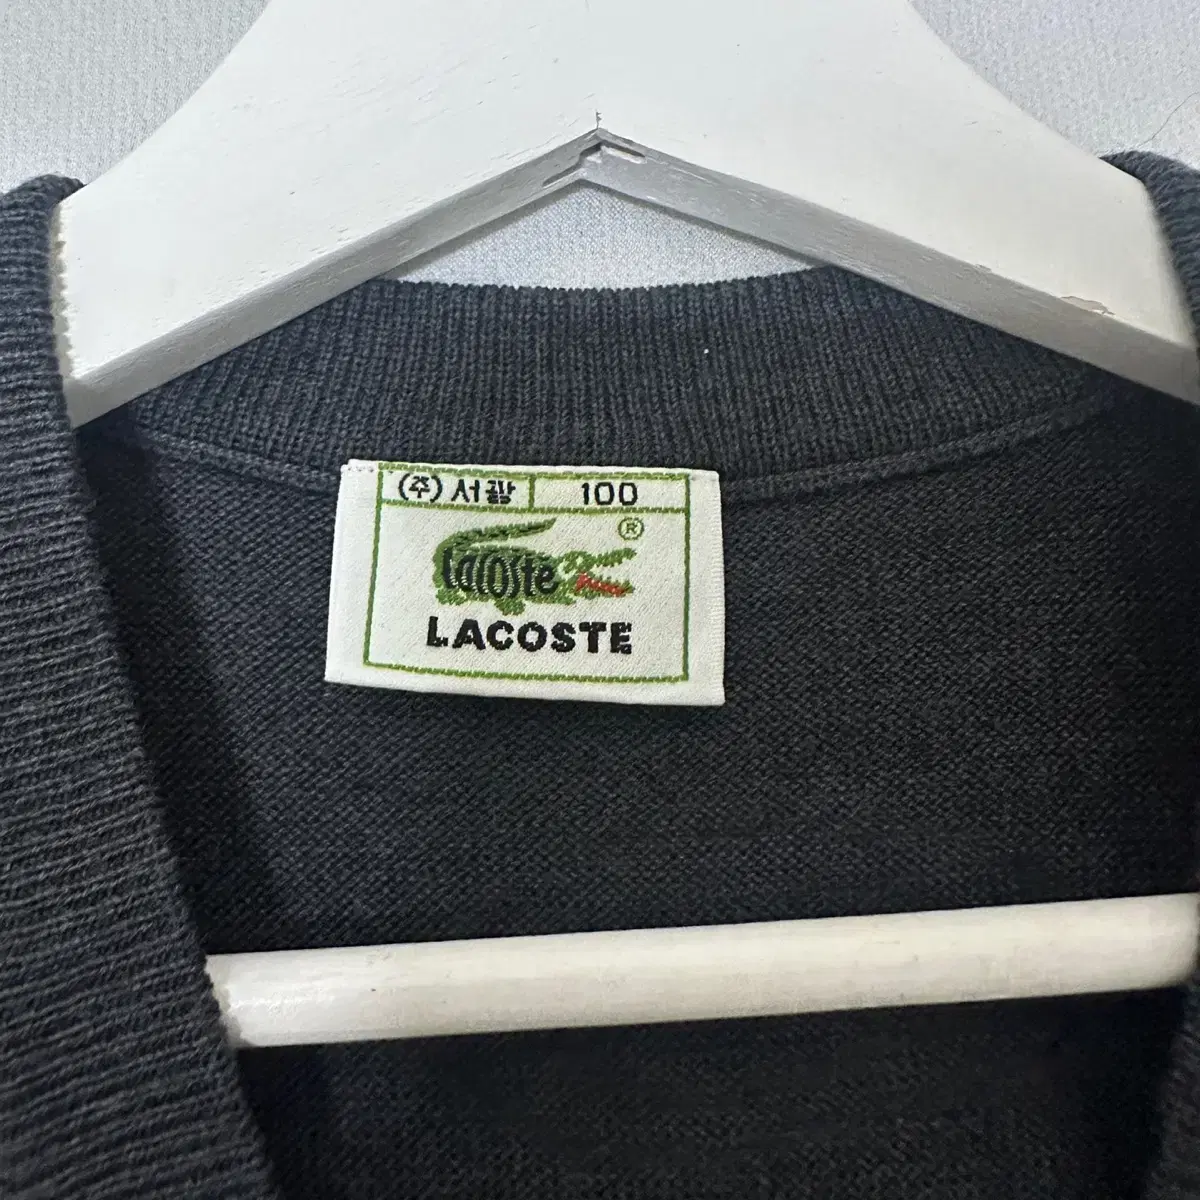 (주) 서광 100
®
Lacoste
LACOSTE